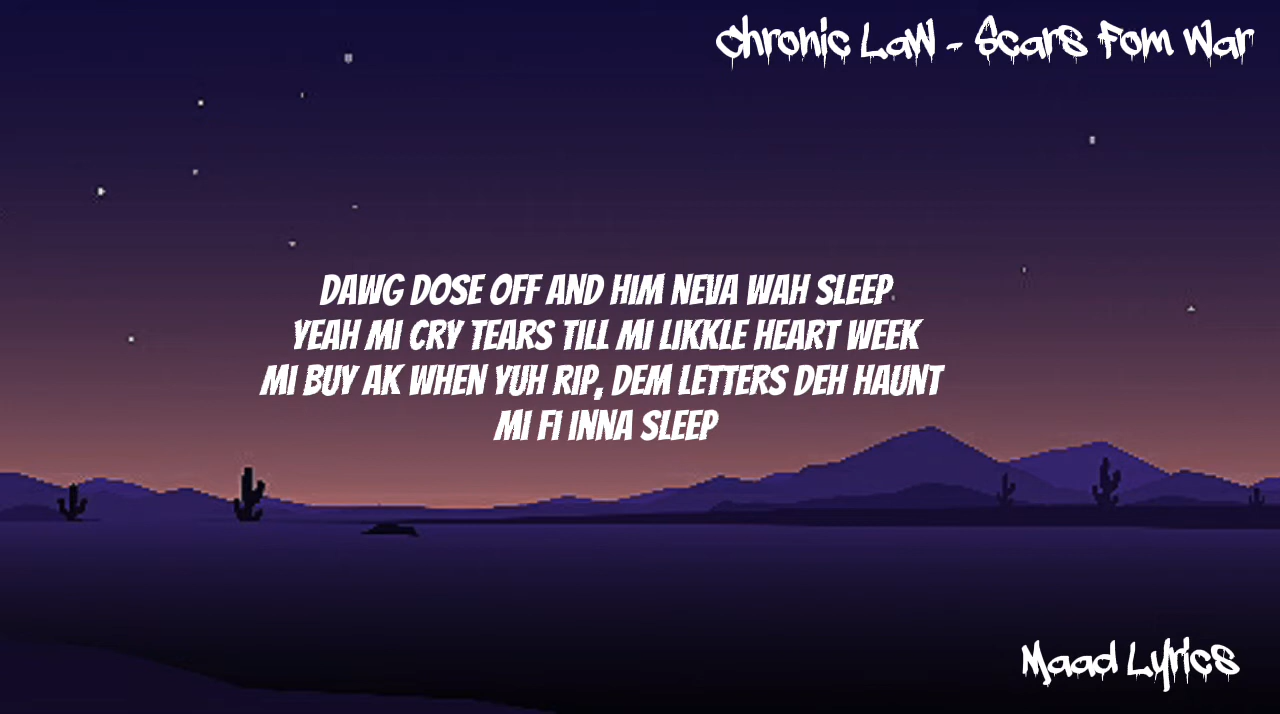 Chronic Law - Scars Fom War
DAWG DOSE OFF AND HIM NEVA WAH SLEEP
YEAH MI CRY TEARS TILL MI LIKKLE HEART WEEK
MI BUY AK WHEN YUH RIP, DEM LETTERS DEH HAUNT
MI FI INNA SLEEP
Maad Lyrics